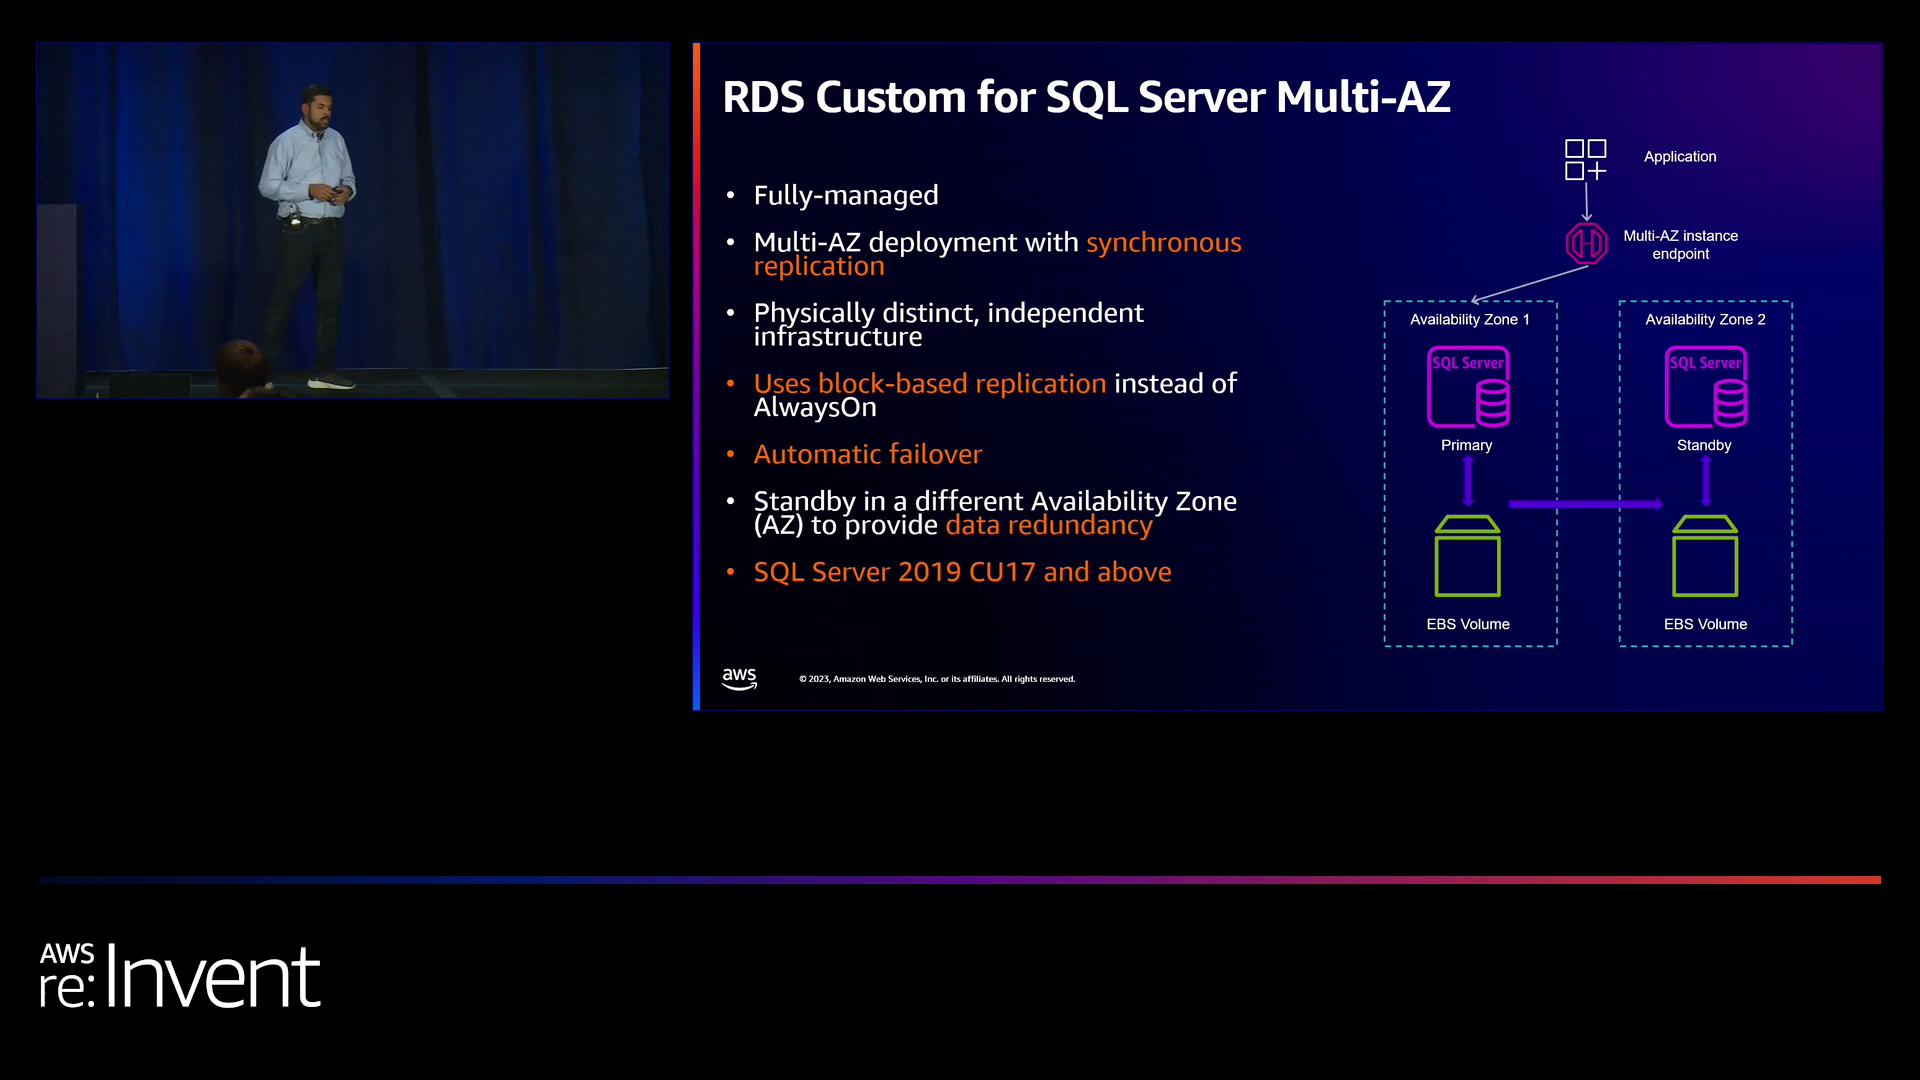 RDS Custom for SQL Server Multi-AZ
• Fully-managed
• Multi-AZ deployment with synchronous
replication
• Physically distinct, independent
infrastructure
• Uses block-based replication instead of
AlwaysOn
• Automatic failover
• Standby in a different Availability Zone
(AZ) to provide data redundancy
• SQL Server 2019 CU17 and above
Application
Multi-AZ instance
endpoint
Availability Zone 1
SQL Server
Primary
EBS Volume
Availability Zone 2
SQL Server
Standby
EBS Volume
aws
© 2023, Amazon Web Services, Inc. or its affiliates. All rights reserved.
AWS
re:Invent